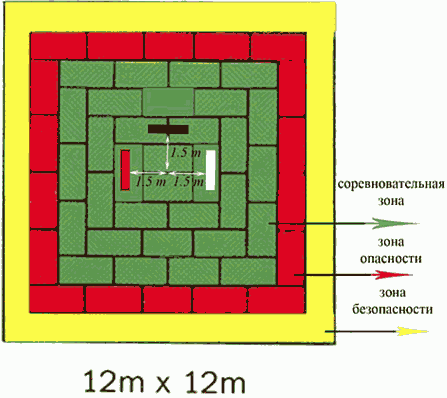 1.5 m
1.5 m 1.5 m
соревновательная
зона
зона
опасности
зона
безопасности
12m x 12m